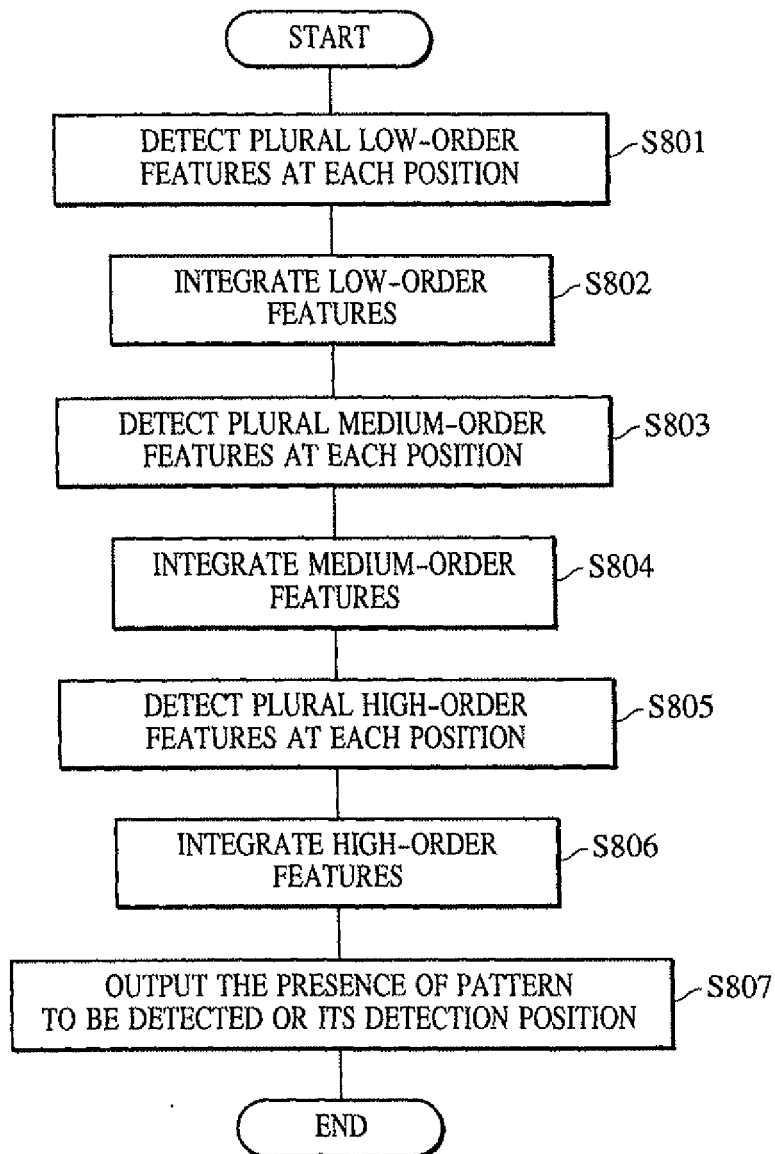 START
DETECT PLURAL LOW-ORDER
FEATURES AT EACH POSITION
S801
INTEGRATE LOW-ORDER
FEATURES
S802
DETECT PLURAL MEDIUM-ORDER
FEATURES AT EACH POSITION
S803
INTEGRATE MEDIUM-ORDER
FEATURES
S804
DETECT PLURAL HIGH-ORDER
FEATURES AT EACH POSITION
S805
INTEGRATE HIGH-ORDER
FEATURES
S806
OUTPUT THE PRESENCE OF PATTERN
TO BE DETECTED OR ITS DETECTION POSITION
S807
END